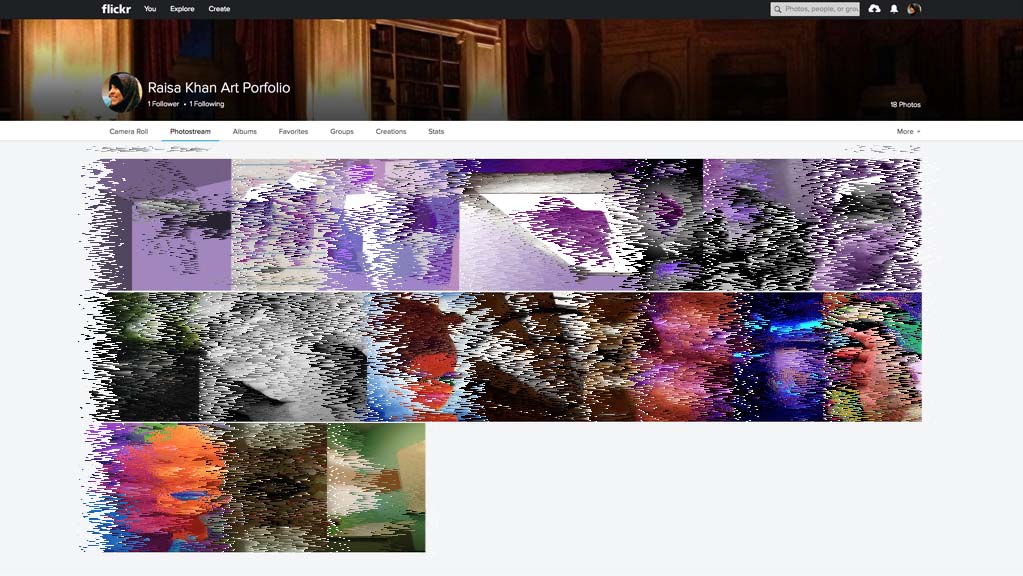 flickr You Explore Create
Photos, people, or grou
Raisa Khan Art Porfolio
1 Follower • 1 Following
18 Photos
Camera Roll Photostream Albums Favorites Groups Creations Stats More